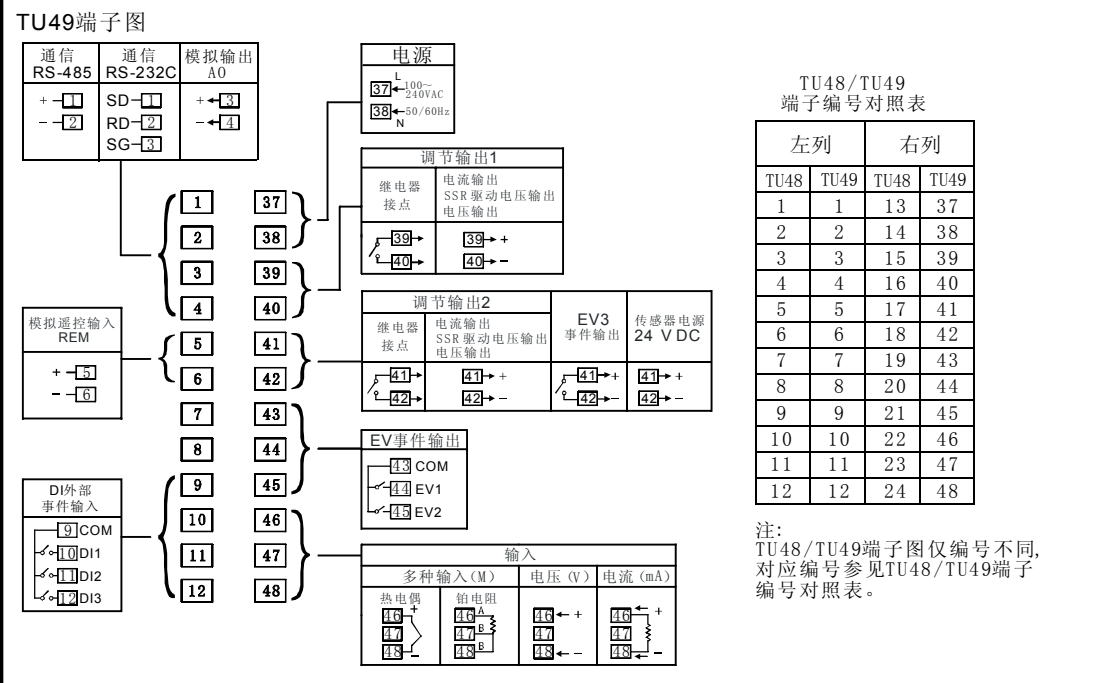 TU49端子图
通信
RS-485
通信
RS-232C
模拟输出
AO
+ 1
- 2
SD 1
RD 2
SG 3
+ 3
- 4
电源
L
37 100~
240VAC
38 50/60Hz
N
调节输出1
继电器
接点
电流输出
SSR驱动电压输出
电压输出
39
40
39 +
40 -
1 37
2 38
3 39
4 40
5 41
6 42
7 43
8 44
9 45
10 46
11 47
12 48
模拟遥控输入
REM
+ 5
- 6
调节输出2
继电器
接点
电流输出
SSR驱动电压输出
电压输出
EV3
事件输出
传感器电源
24 VDC
41
42
41 +
42 -
41 +
42 -
41 +
42 -
EV事件输出
43 COM
44 EV1
45 EV2
DI外部
事件输入
9 COM
10 DI1
11 DI2
12 DI3
输入
多种输入(M)
电压(V)
电流(mA)
热电偶
铂电阻
46 +
47
48 -
46 A
47 B
48 B
46 +
47
48 -
46 +
47
48 -
TU48/TU49
端子编号对照表
左列 右列
TU48 TU49 TU48 TU49
1 1 13 37
2 2 14 38
3 3 15 39
4 4 16 40
5 5 17 41
6 6 18 42
7 7 19 43
8 8 20 44
9 9 21 45
10 10 22 46
11 11 23 47
12 12 24 48
注:
TU48/TU49端子图仅编号不同,
对应编号参见TU48/TU49端子
编号对照表。